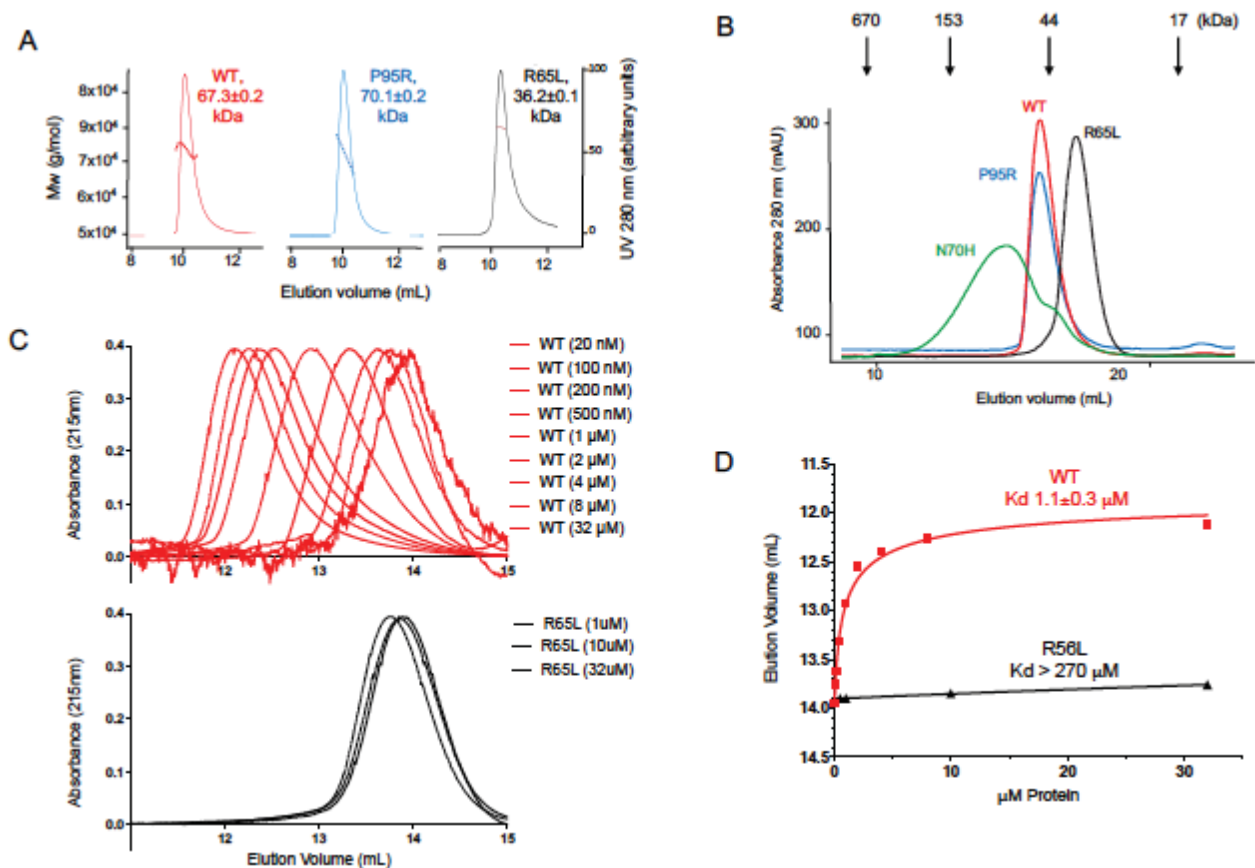 A
WT,
67.3±0.2
kDa
P95R,
70.1±0.2
kDa
R65L,
36.2±0.1
kDa
8x10⁴
9x10⁴
7x10⁴
6x10⁴
5x10⁴
Mw (g/mol)
100
50
0
UV 280 nm (arbitrary units)
8 10 12
8 10 12
8 10 12
Elution volume (mL)
B
670 153 44 17 (kDa)
WT
R65L
P95R
N70H
300
200
100
Absorbance 280 nm (mAU)
10 20
Elution volume (mL)
C
0.4
0.3
0.2
0.1
0.0
Absorbance (215nm)
12 13 14 15
WT (20 nM)
WT (100 nM)
WT (200 nM)
WT (500 nM)
WT (1 µM)
WT (2 µM)
WT (4 µM)
WT (8 µM)
WT (32 µM)
0.4
0.3
0.2
0.1
0.0
Absorbance (215nm)
12 13 14 15
Elution Volume (mL)
R65L (1uM)
R65L (10uM)
R65L (32uM)
D
11.5
12.0
12.5
13.0
13.5
14.0
14.5
Elution Volume (mL)
WT
Kd 1.1±0.3 µM
R56L
Kd > 270 µM
0 10 20 30
µM Protein